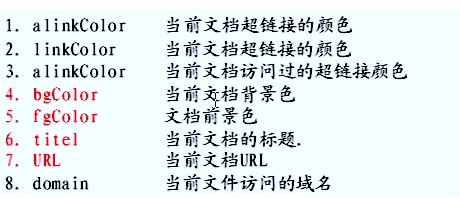 1. alinkColor 当前文档超链接的颜色
2. linkColor 当前文档超链接的颜色
3. alinkColor 当前文档访问过的超链接颜色
4. bgColor 当前文档背景色
5. fgColor 文档前景色
6. titel 当前文档的标题.
7. URL 当前文档URL
8. domain 当前文件访问的域名